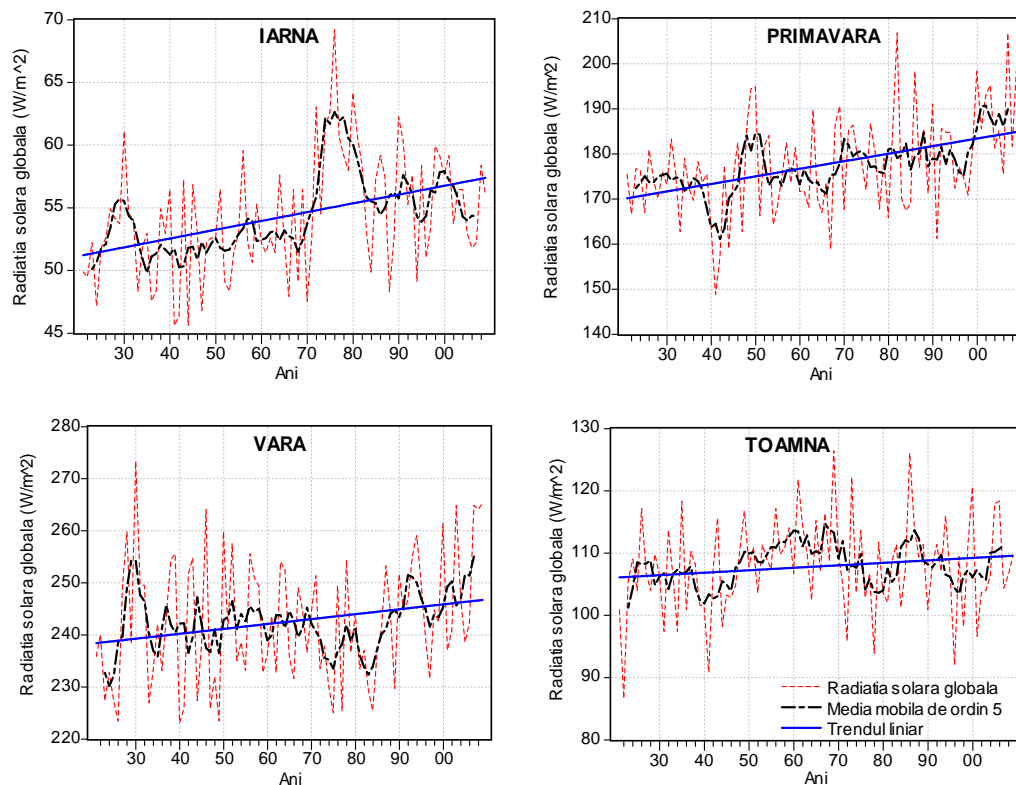 IARNA
Radiatia solara globala (W/m^2)
70
65
60
55
50
45
30 40 50 60 70 80 90 00
Ani
PRIMAVARA
Radiatia solara globala (W/m^2)
210
200
190
180
170
160
150
140
30 40 50 60 70 80 90 00
Ani
VARA
Radiatia solara globala (W/m^2)
280
270
260
250
240
230
220
30 40 50 60 70 80 90 00
Ani
TOAMNA
Radiatia solara globala (W/m^2)
130
120
110
100
90
80
Radiatia solara globala
Media mobila de ordin 5
Trendul liniar
30 40 50 60 70 80 90 00
Ani